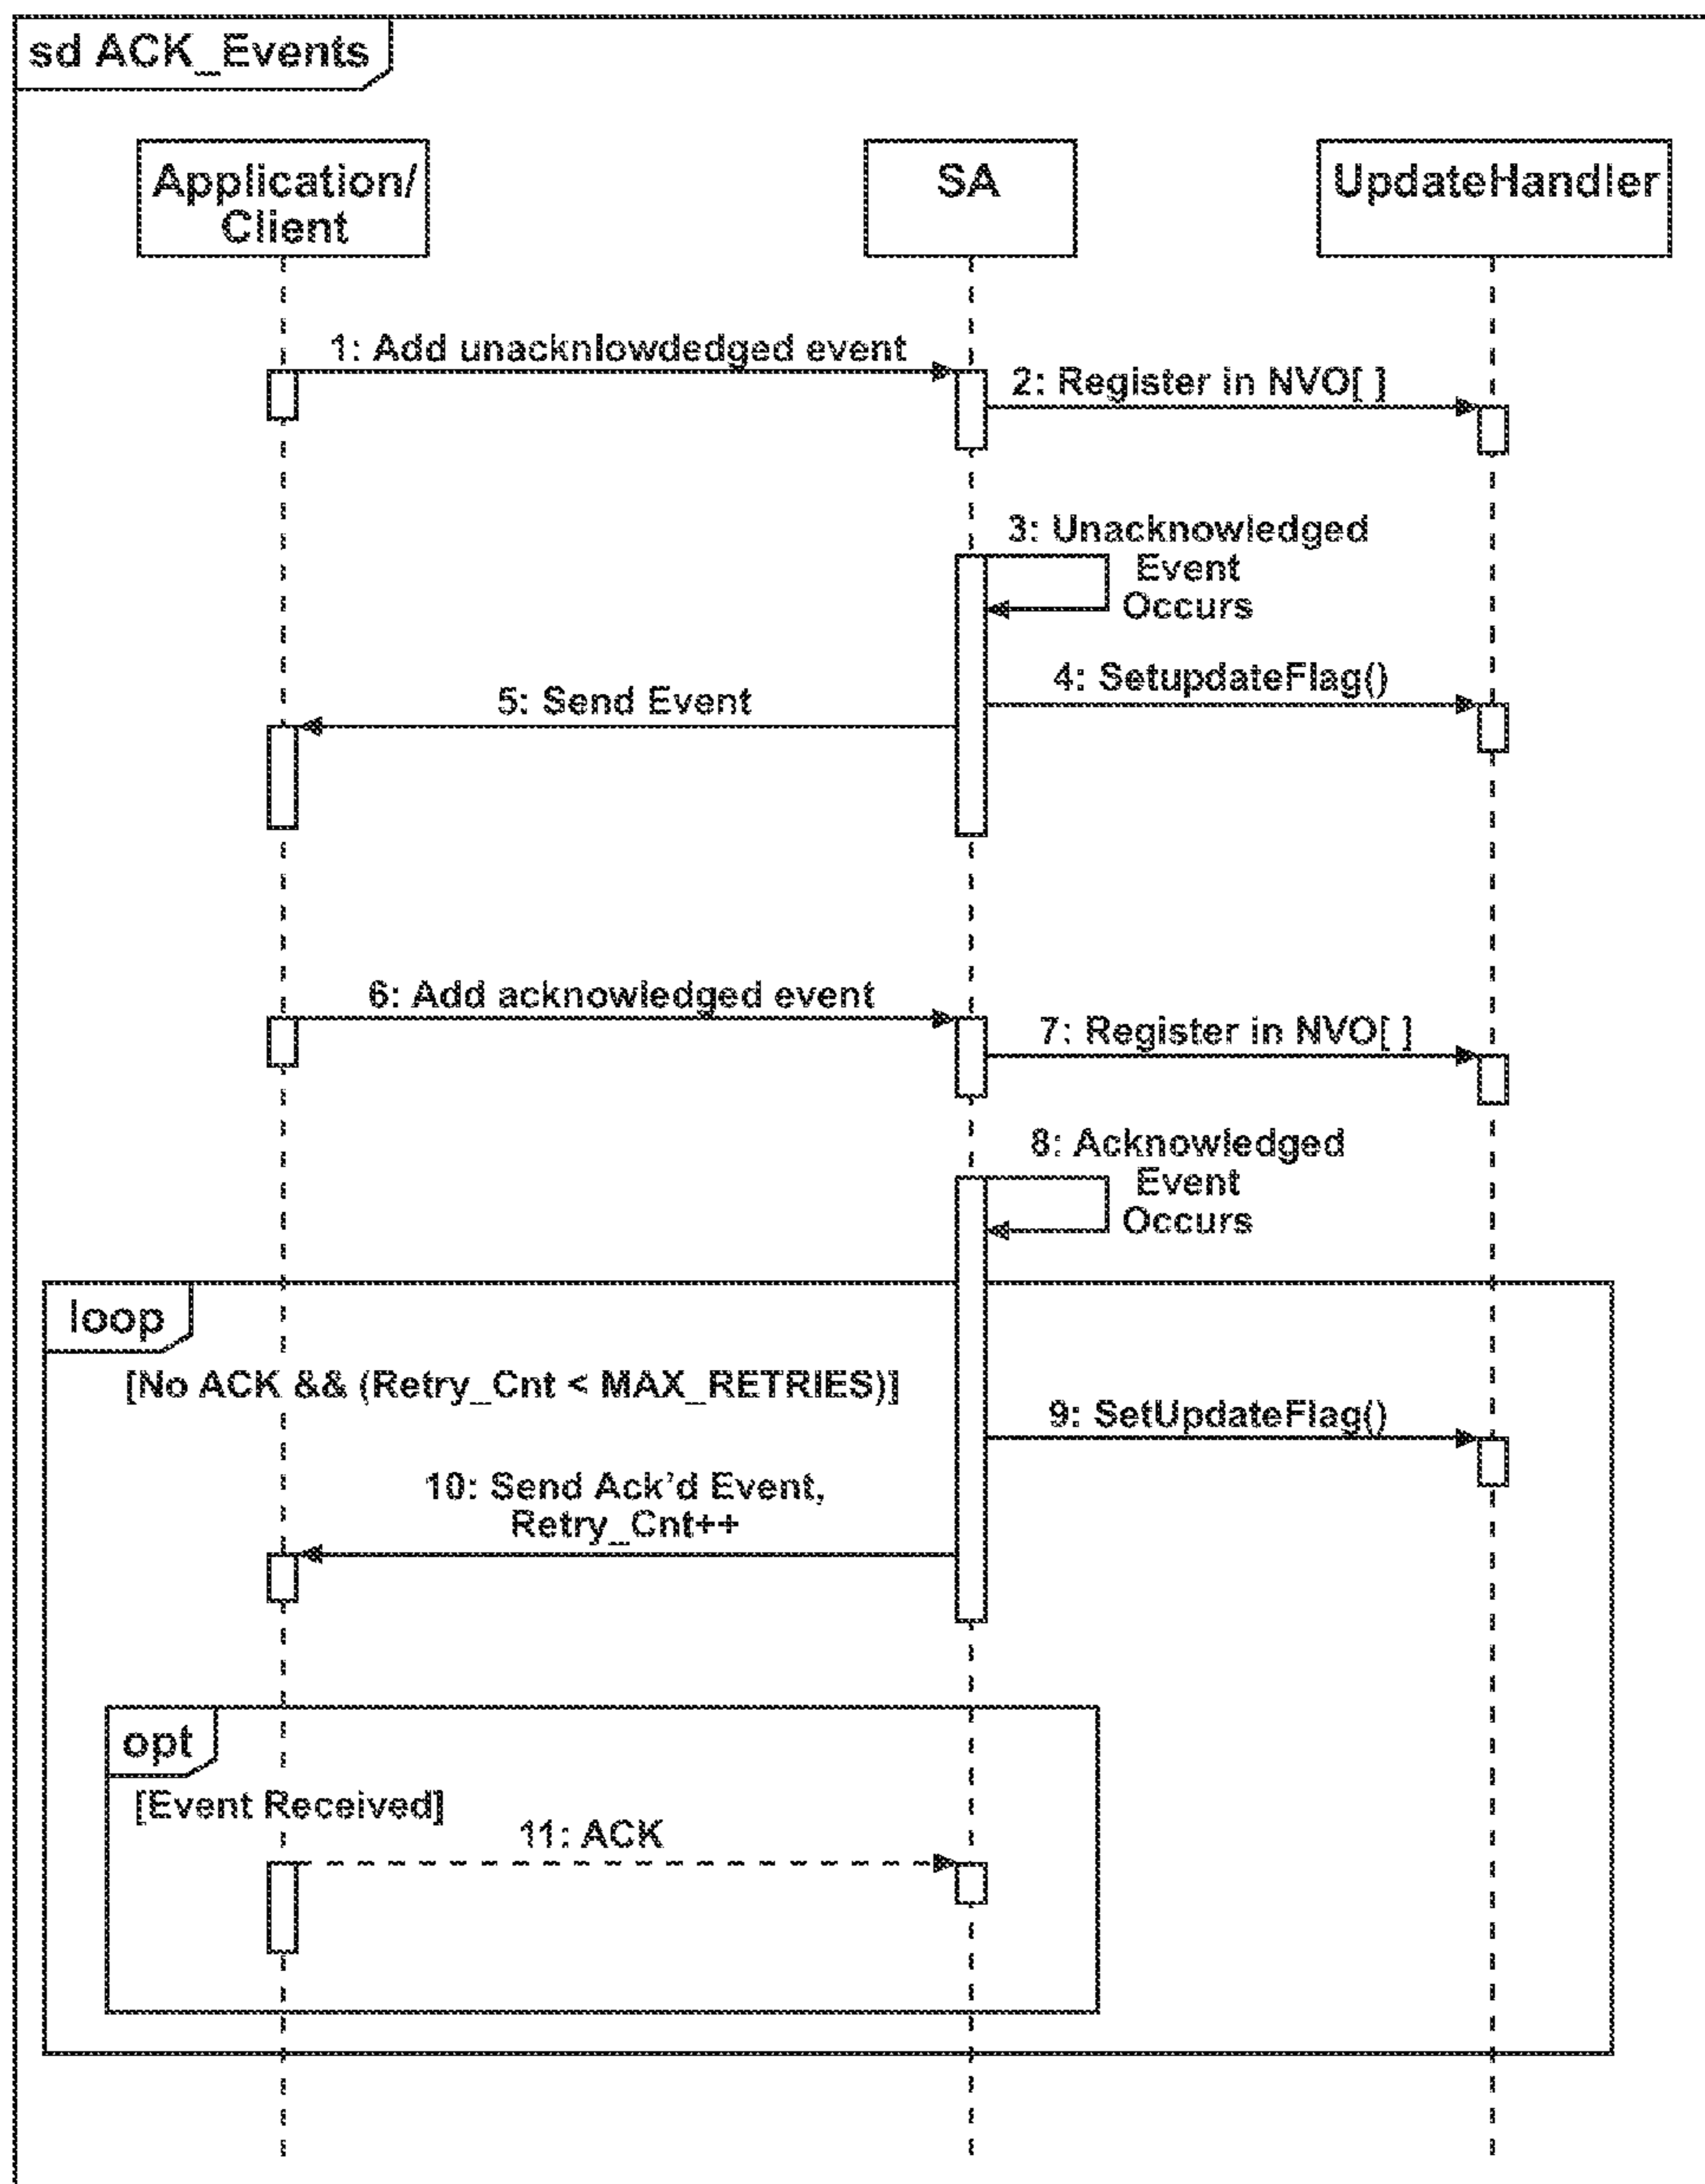 sd ACK_Events
Application/
Client
SA
UpdateHandler
1: Add unacknlowdedged event
2: Register in NVO[ ]
3: Unacknowledged
Event
Occurs
4: SetupdateFlag()
5: Send Event
6: Add acknowledged event
7: Register in NVO[ ]
8: Acknowledged
Event
Occurs
loop
[No ACK && (Retry_Cnt < MAX_RETRIES)]
9: SetUpdateFlag()
10: Send Ack'd Event,
Retry_Cnt++
opt
[Event Received]
11: ACK